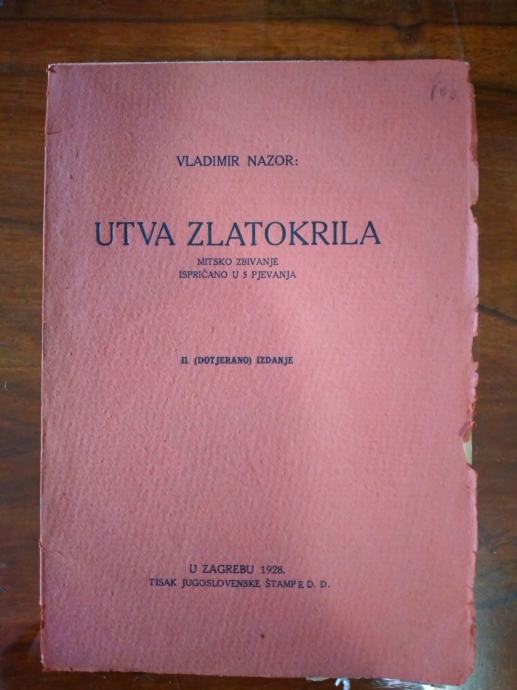 VLADIMIR NAZOR:
UTVA ZLATOKRILA
MITSKO ZBIVANJE
ISPRIČANO U 5 PJEVANJA
II. (DOTJERANO) IZDANJE
U ZAGREBU 1928.
TISAK JUGOSLOVENSKE ŠTAMPE D. D.